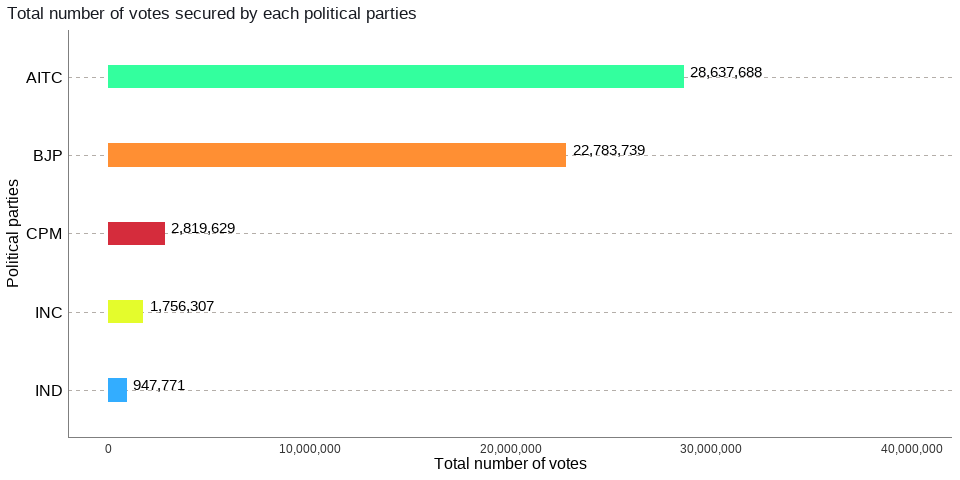 Total number of votes secured by each political parties
AITC
28,637,688
BJP
22,783,739
Political parties
CPM
2,819,629
INC
1,756,307
IND
947,771
0
10,000,000
20,000,000
30,000,000
40,000,000
Total number of votes